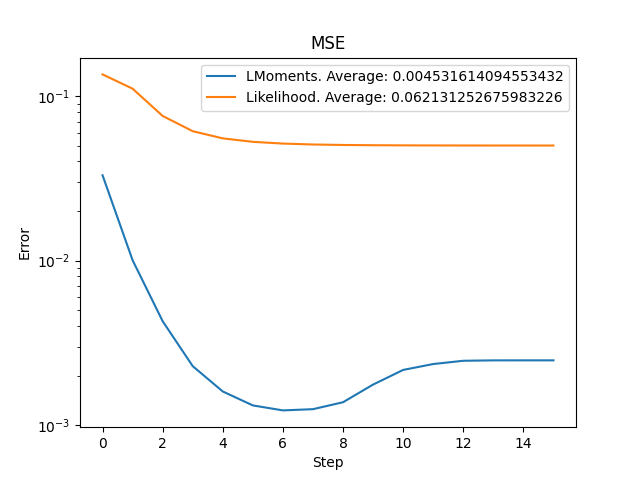 MSE
LMoments. Average: 0.004531614094553432
Likelihood. Average: 0.062131252675983226
10⁻¹
10⁻²
10⁻³
Error
0 2 4 6 8 10 12 14
Step